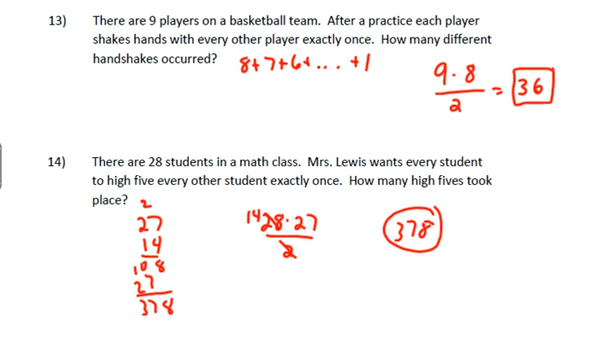 13) There are 9 players on a basketball team. After a practice each player
shakes hands with every other player exactly once. How many different
handshakes occurred?
8+7+6+...+1
9·8
2
= 36
14) There are 28 students in a math class. Mrs. Lewis wants every student
to high five every other student exactly once. How many high fives took
place?
2
27
14
108
27
378
14 28·27
2
378